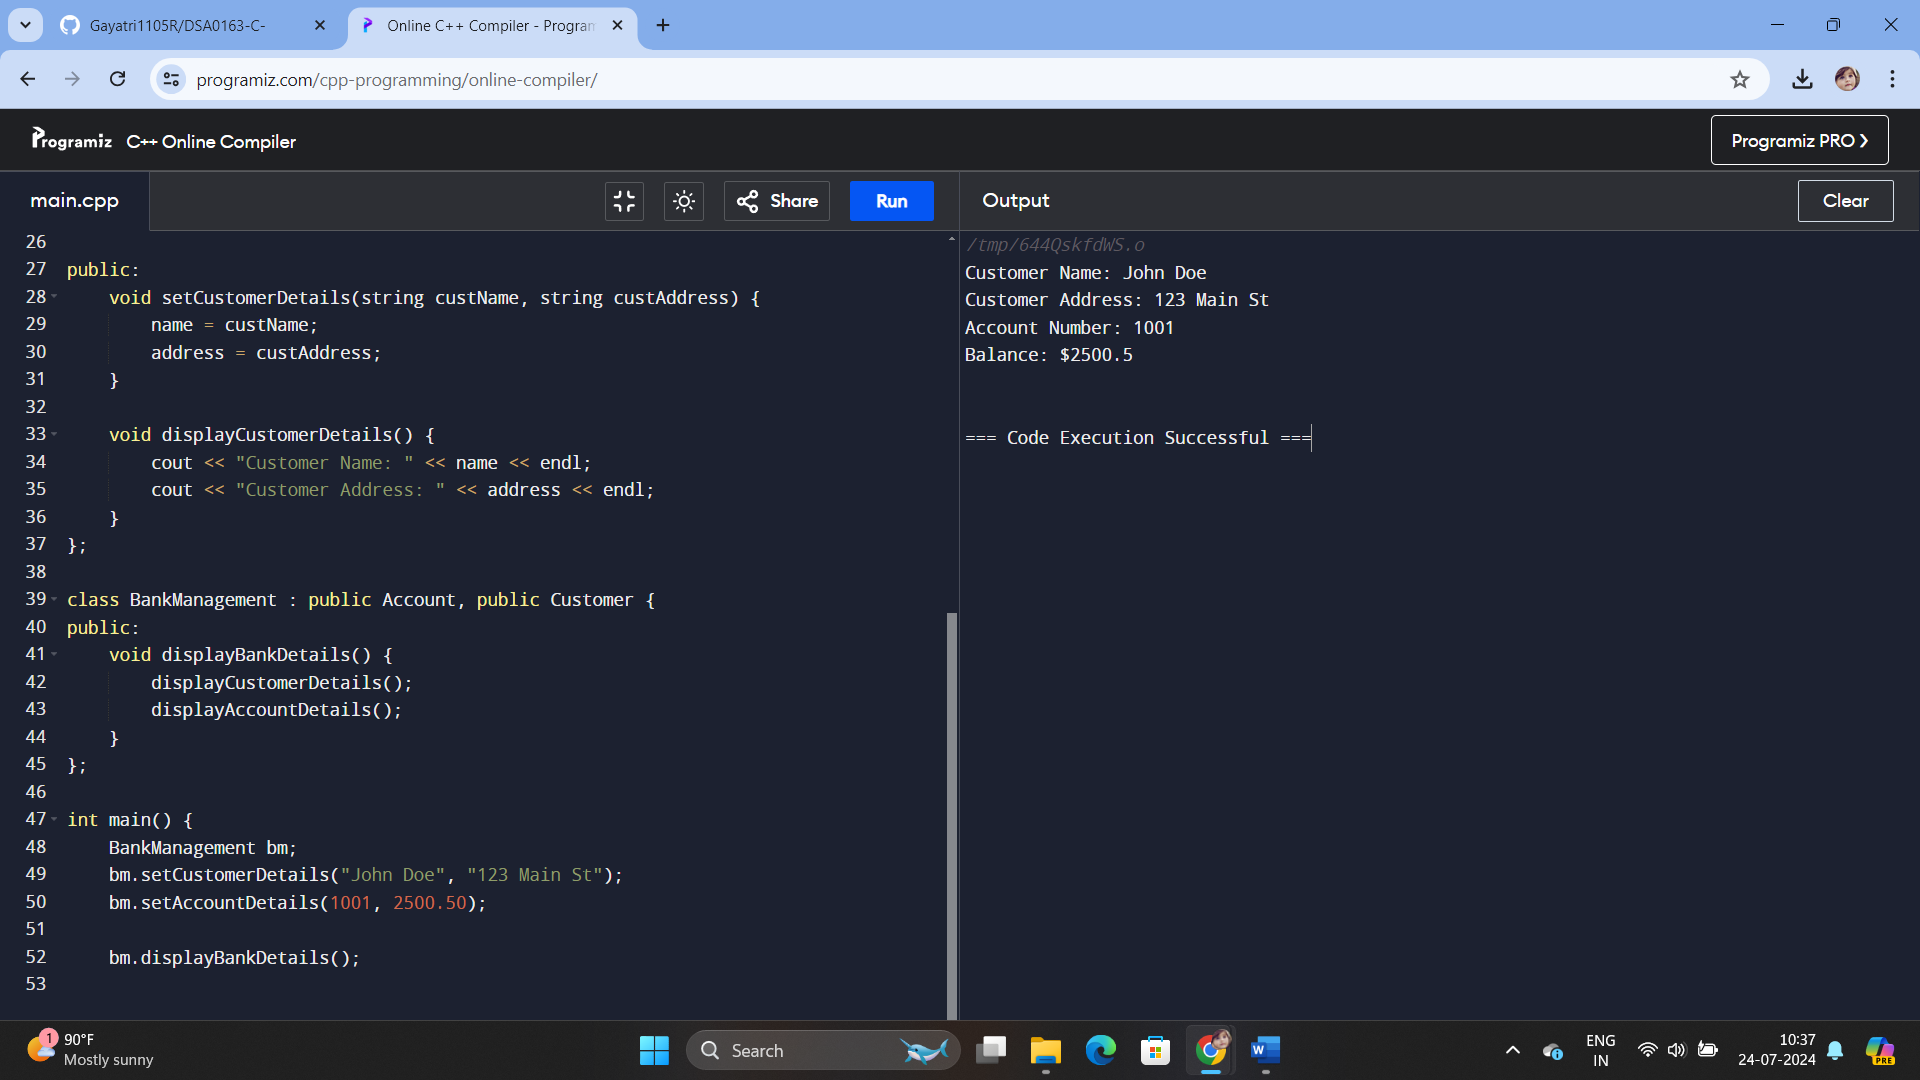 Gayatri1105R/DSA0163-C-
Online C++ Compiler - Program
programiz.com/cpp-programming/online-compiler/
Programiz C++ Online Compiler
Programiz PRO
main.cpp
Share
Run
Output
Clear
26
27 public:
28 void setCustomerDetails(string custName, string custAddress) {
29 name = custName;
30 address = custAddress;
31 }
32
33 void displayCustomerDetails() {
34 cout << "Customer Name: " << name << endl;
35 cout << "Customer Address: " << address << endl;
36 }
37 };
38
39 class BankManagement : public Account, public Customer {
40 public:
41 void displayBankDetails() {
42 displayCustomerDetails();
43 displayAccountDetails();
44 }
45 };
46
47 int main() {
48 BankManagement bm;
49 bm.setCustomerDetails("John Doe", "123 Main St");
50 bm.setAccountDetails(1001, 2500.50);
51
52 bm.displayBankDetails();
53
/tmp/644QskfdWS.o
Customer Name: John Doe
Customer Address: 123 Main St
Account Number: 1001
Balance: $2500.5
=== Code Execution Successful ===
1
90°F
Mostly sunny
Search
W
PRE
ENG
IN
10:37
24-07-2024